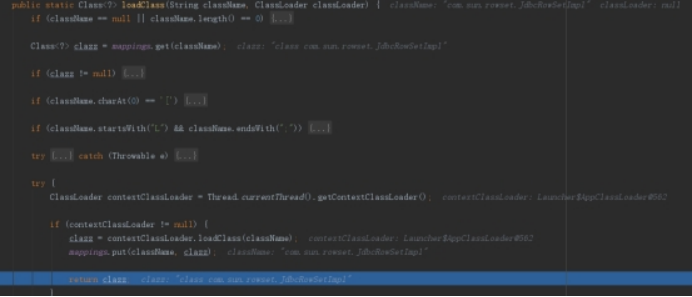 public static Class<?> loadClass(String className, ClassLoader classLoader) { className: "com.sun.rowset.JdbcRowSetImpl" classLoader: null
if (className == null || className.length() == 0) {...}
Class<?> clazz = mappings.get(className); clazz: "class com.sun.rowset.JdbcRowSetImpl"
if (clazz != null) {...}
if (className.charAt(0) == '[') {...}
if (className.startsWith("L") && className.endsWith(";")) {...}
try {...} catch (Throwable e) {...}
try {
ClassLoader contextClassLoader = Thread.currentThread().getContextClassLoader(); contextClassLoader: Launcher$AppClassLoader@582
if (contextClassLoader != null) {
clazz = contextClassLoader.loadClass(className); contextClassLoader: Launcher$AppClassLoader@582
mappings.put(className, clazz); className: "com.sun.rowset.JdbcRowSetImpl"
return clazz; clazz: "class com.sun.rowset.JdbcRowSetImpl"
}